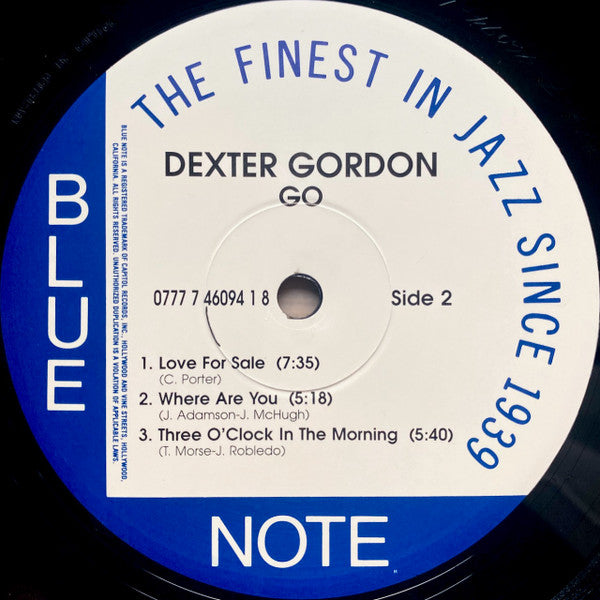 THE FINEST IN JAZZ SINCE 1939
DEXTER GORDON
GO
0777 7 46094 1 8
Side 2
1. Love For Sale (7:35)
(C. Porter)
2. Where Are You (5:18)
(J. Adamson-J. McHugh)
3. Three O'Clock In The Morning (5:40)
(T. Morse-J. Robledo)
BLUE
NOTE
BLUE NOTE IS A REGISTERED TRADEMARK OF CAPITOL RECORDS, INC., HOLLYWOOD AND VINE STREETS, HOLLYWOOD,
CALIFORNIA. ALL RIGHTS RESERVED. UNAUTHORIZED DUPLICATION IS A VIOLATION OF APPLICABLE LAWS.